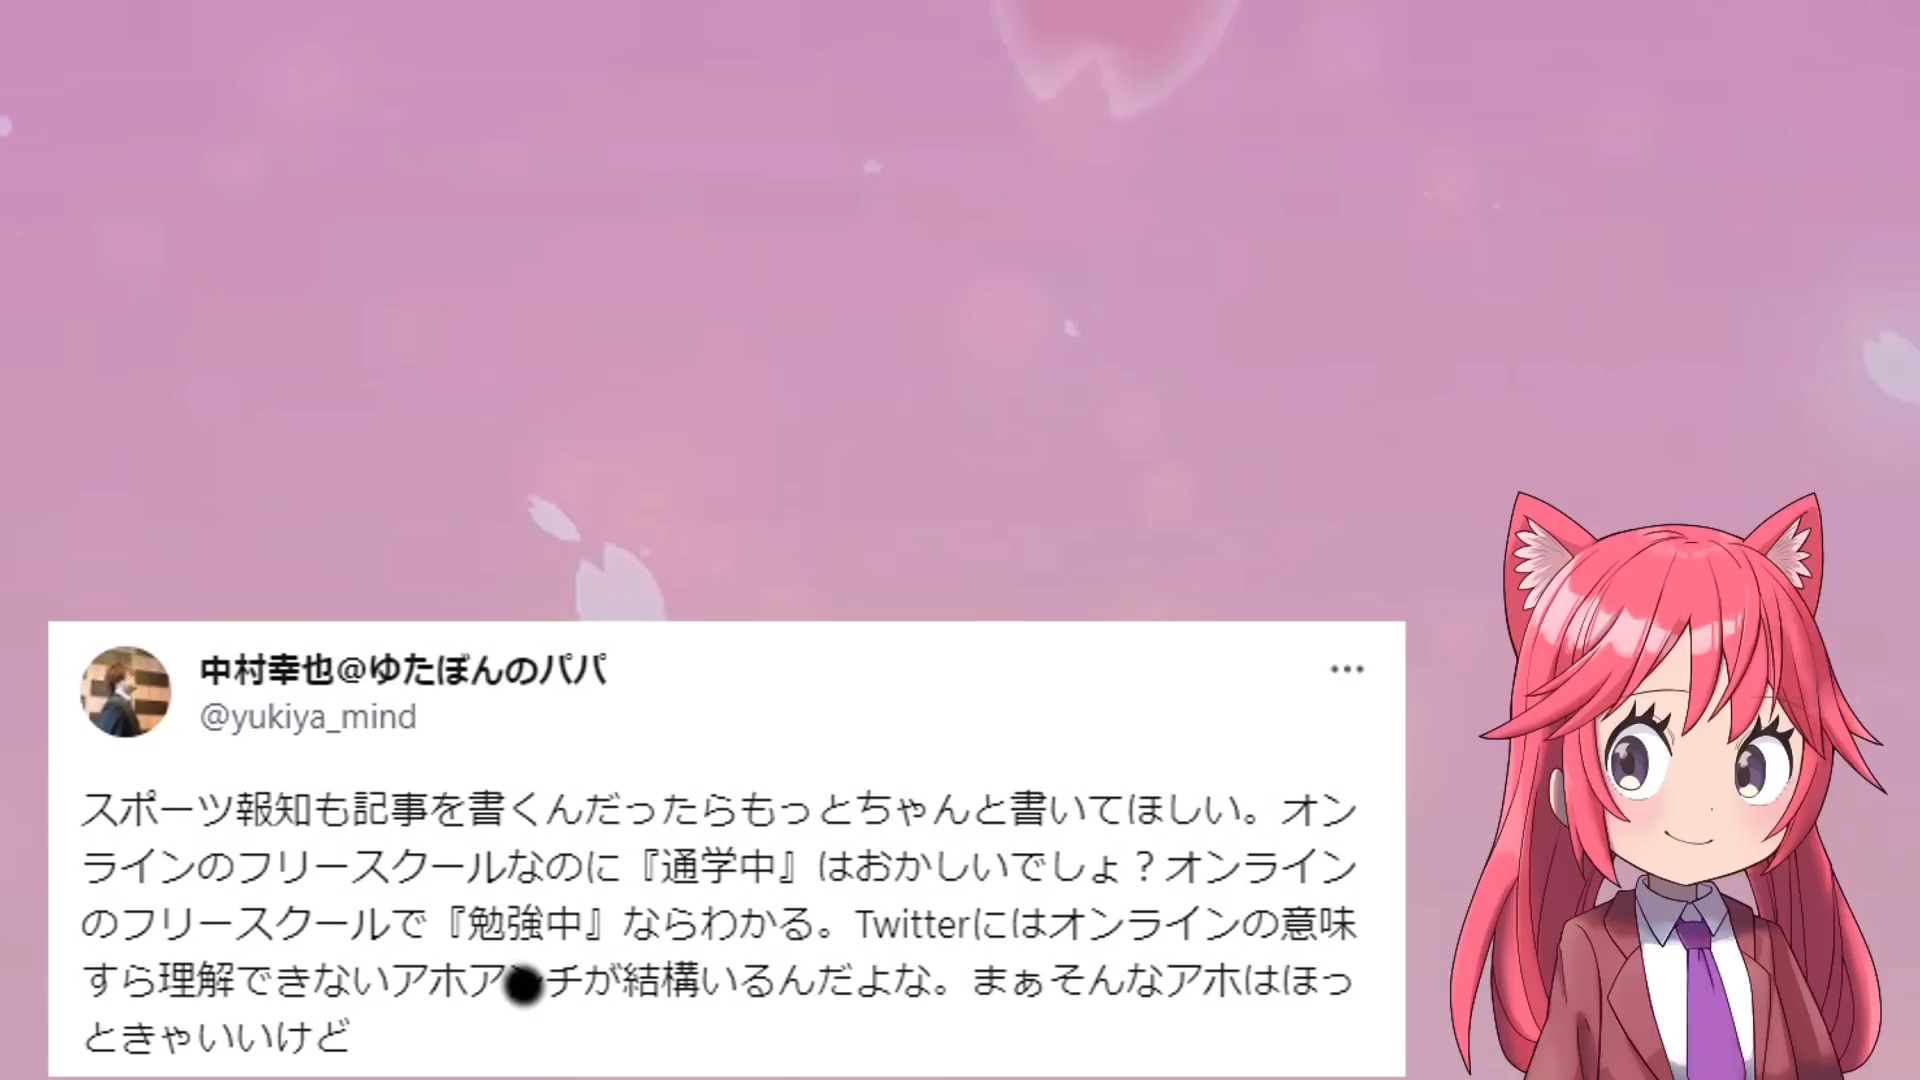 中村幸也@ゆたぼんのパパ
@yukiya_mind
スポーツ報知も記事を書くんだったらもっとちゃんと書いてほしい。オン
ラインのフリースクールなのに『通学中』はおかしいでしょ？オンライン
のフリースクールで『勉強中』ならわかる。Twitterにはオンラインの意味
すら理解できないアホア●チが結構いるんだよな。まぁそんなアホはほっ
ときゃいいけど